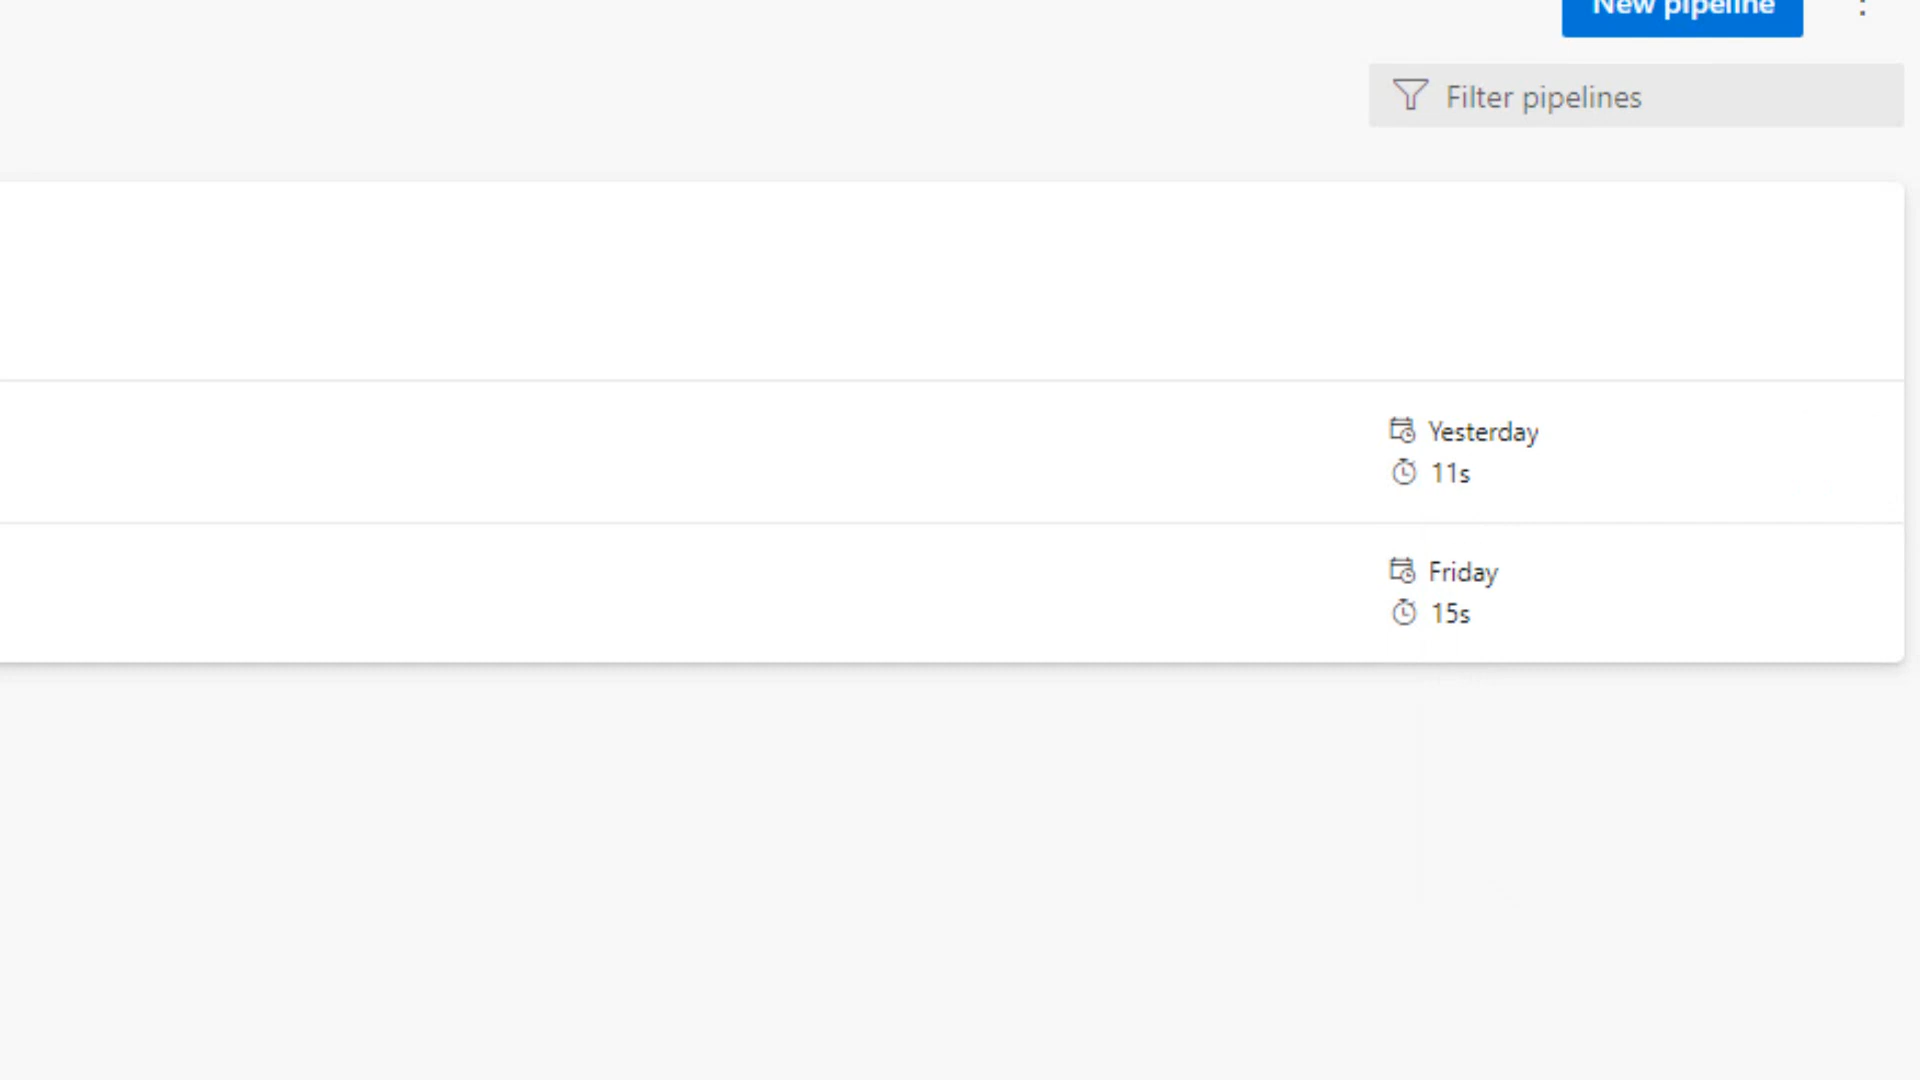 New pipeline
Filter pipelines
Yesterday
11s
Friday
15s